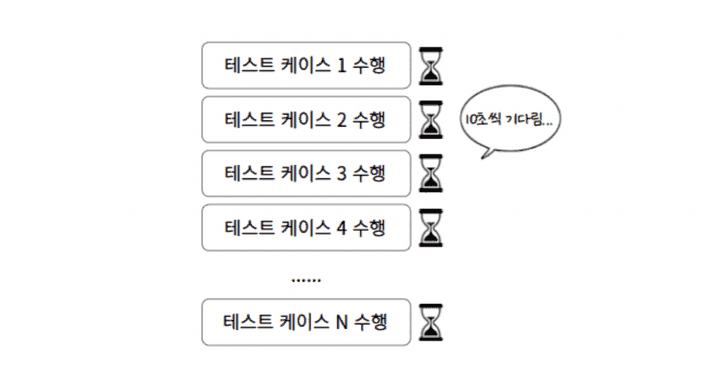 테스트 케이스 1 수행
테스트 케이스 2 수행
10초씩 기다림...
테스트 케이스 3 수행
테스트 케이스 4 수행
......
테스트 케이스 N 수행